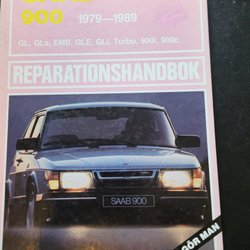 900 1979—1989
GL, GLs, EMS, GLE, GLi, Turbo, 900i, 900c
REPARATIONSHANDBOK
SAAB 900
GÖR MAN